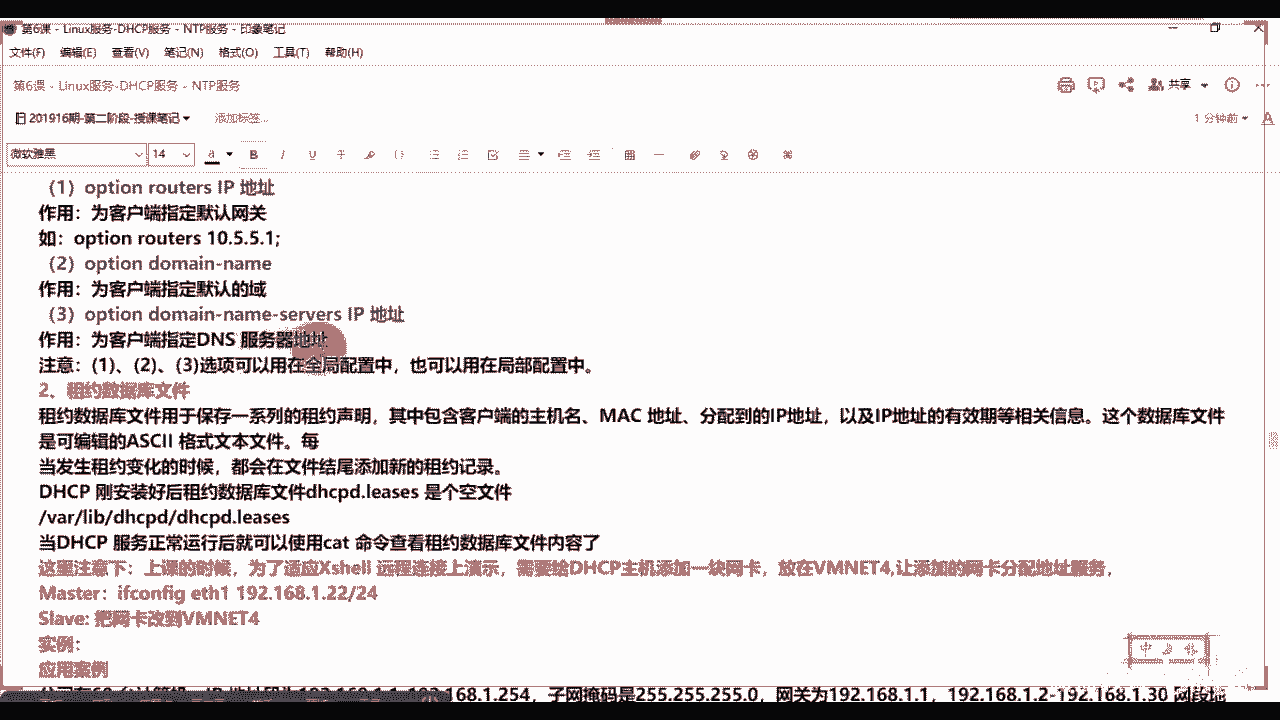 第6课 - Linux服务-DHCP服务 - NTP服务 - 印象笔记
文件(F) 编辑(E) 查看(V) 笔记(N) 格式(O) 工具(T) 帮助(H)
第6课 - Linux服务-DHCP服务 - NTP服务
共享
201916期-第二阶段-授课笔记
添加标签...
1 分钟前
微软雅黑 14
（1）option routers IP 地址
作用：为客户端指定默认网关
如：option routers 10.5.5.1;
（2）option domain-name
作用：为客户端指定默认的域
（3）option domain-name-servers IP 地址
作用：为客户端指定DNS 服务器地址
注意：(1)、(2)、(3)选项可以用在全局配置中，也可以用在局部配置中。
2、租约数据库文件
租约数据库文件用于保存一系列的租约声明，其中包含客户端的主机名、MAC 地址、分配到的IP地址，以及IP地址的有效期等相关信息。这个数据库文件
是可编辑的ASCII 格式文本文件。每
当发生租约变化的时候，都会在文件结尾添加新的租约记录。
DHCP 刚安装好后租约数据库文件dhcpd.leases 是个空文件
/var/lib/dhcpd/dhcpd.leases
当DHCP 服务正常运行后就可以使用cat 命令查看租约数据库文件内容了
这里注意下：上课的时候，为了适应Xshell 远程连接上演示，需要给DHCP主机添加一块网卡，放在VMNET4,让添加的网卡分配地址服务，
Master：ifconfig eth1 192.168.1.22/24
Slave: 把网卡改到VMNET4
实例：
应用案例
168.1.254，子网掩码是255.255.255.0，网关为192.168.1.1，192.168.1.2-192.168.1.30 网段地